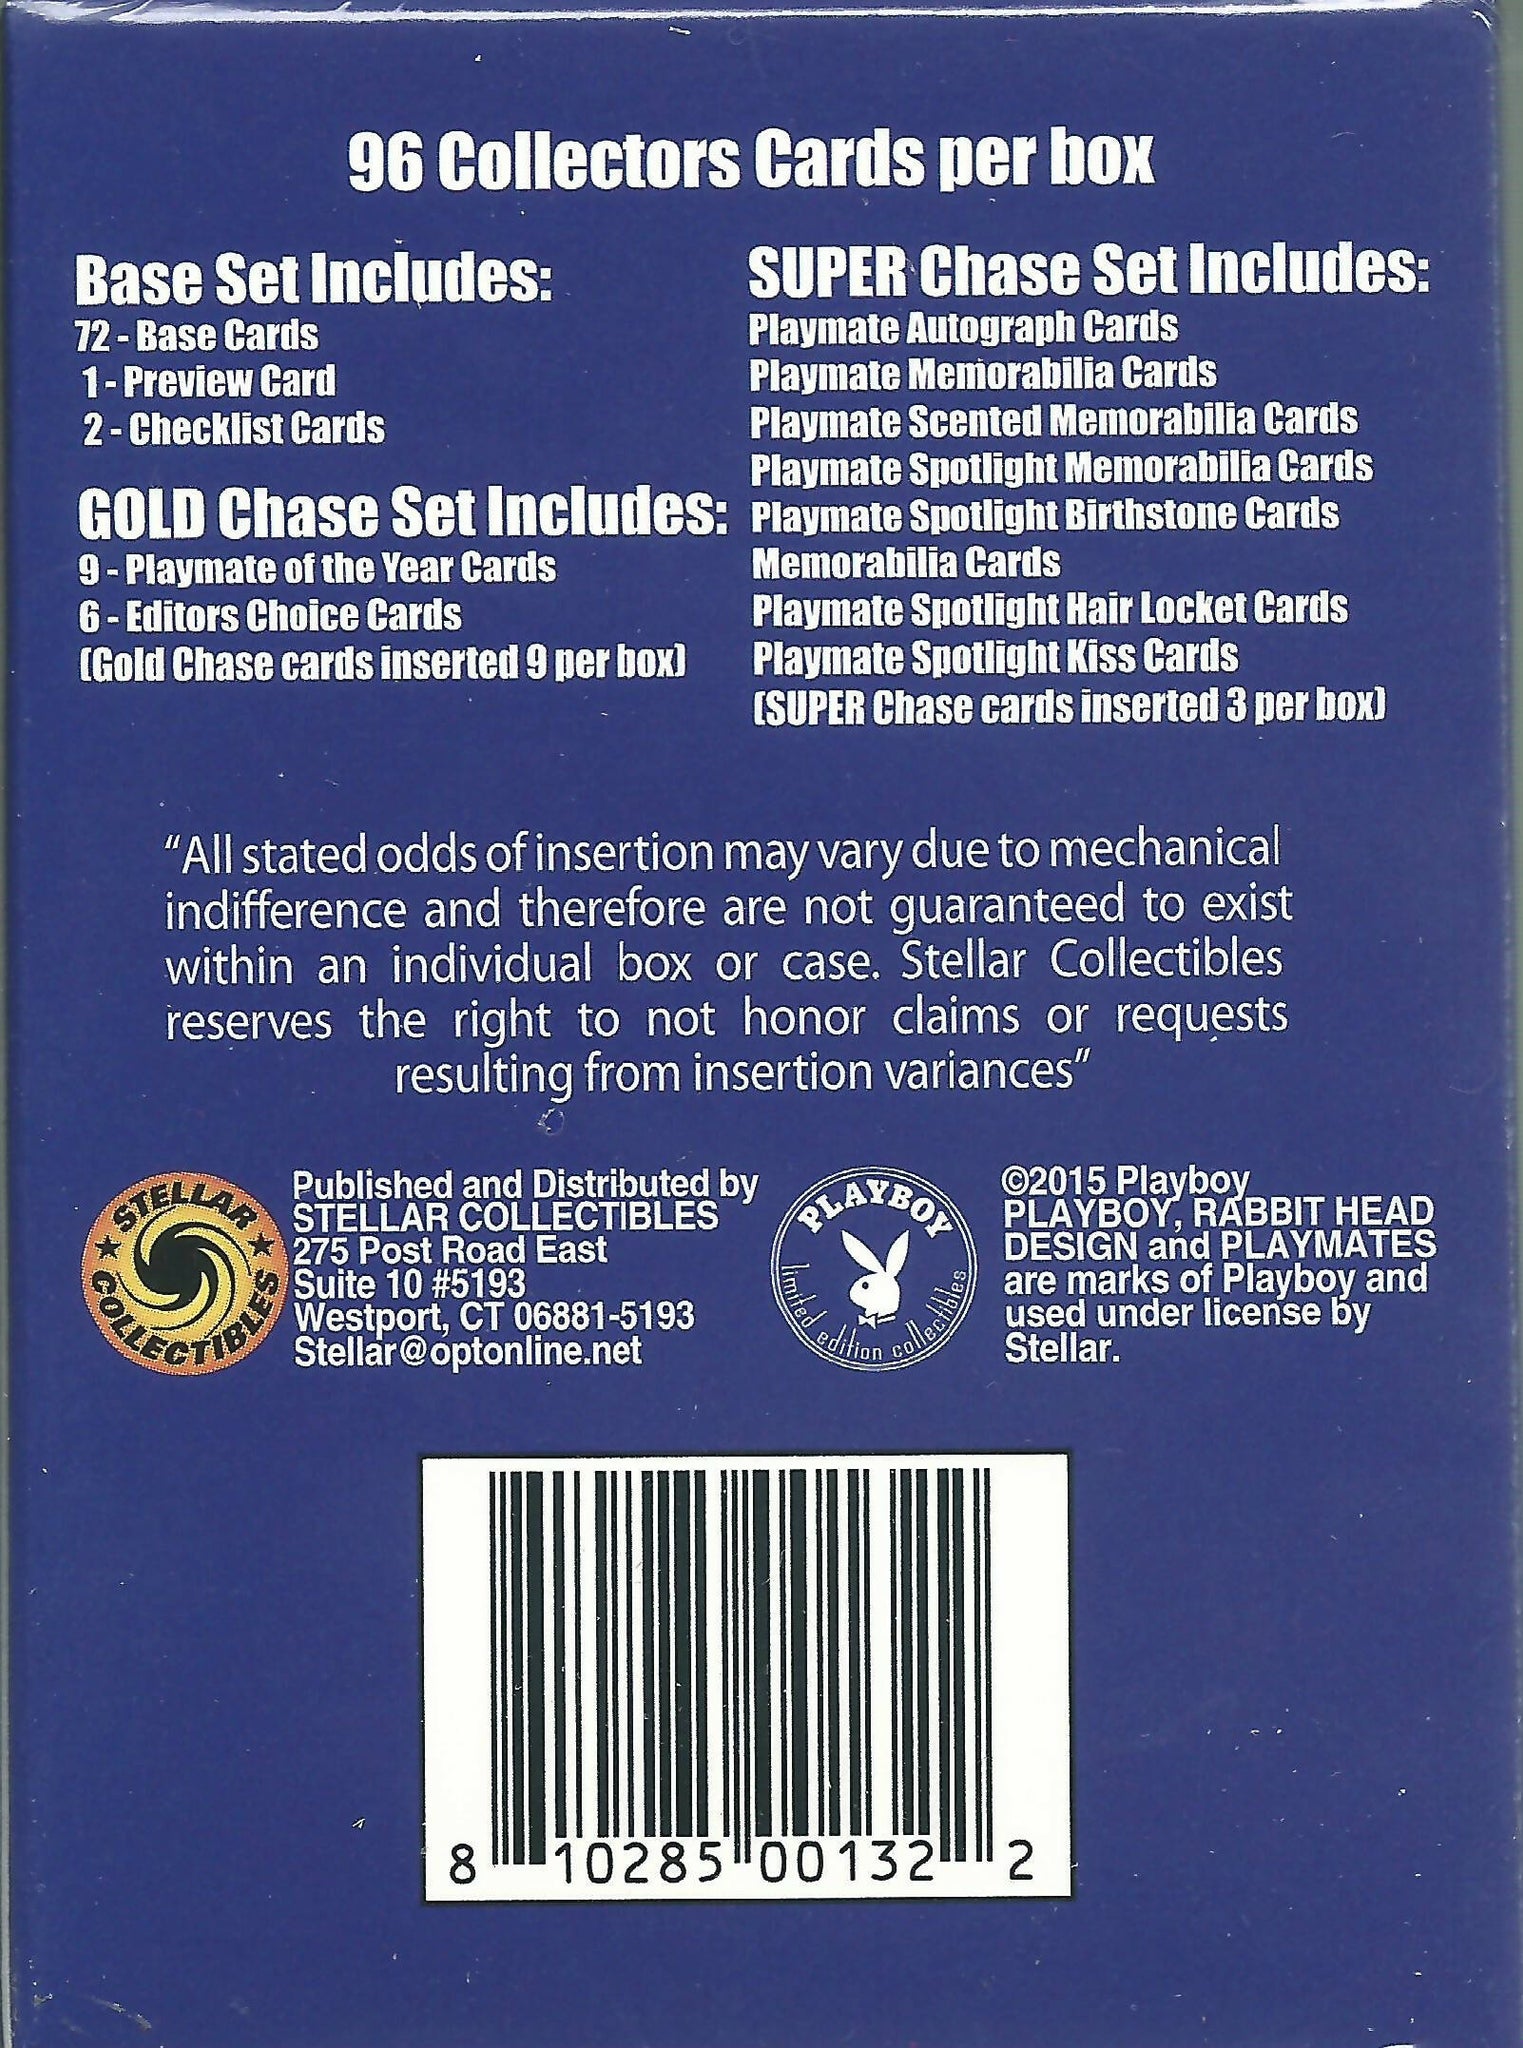 96 Collectors Cards per box
Base Set Includes:
72 - Base Cards
1 - Preview Card
2 - Checklist Cards
GOLD Chase Set Includes:
9 - Playmate of the Year Cards
6 - Editors Choice Cards
(Gold Chase cards inserted 9 per box)
SUPER Chase Set Includes:
Playmate Autograph Cards
Playmate Memorabilia Cards
Playmate Scented Memorabilia Cards
Playmate Spotlight Memorabilia Cards
Playmate Spotlight Birthstone Cards
Memorabilia Cards
Playmate Spotlight Hair Locket Cards
Playmate Spotlight Kiss Cards
(SUPER Chase cards inserted 3 per box)
“All stated odds of insertion may vary due to mechanical
indifference and therefore are not guaranteed to exist
within an individual box or case. Stellar Collectibles
reserves the right to not honor claims or requests
resulting from insertion variances”
STELLAR
COLLECTIBLES
Published and Distributed by
STELLAR COLLECTIBLES
275 Post Road East
Suite 10 #5193
Westport, CT 06881-5193
Stellar@optonline.net
PLAYBOY
limited edition collectibles
©2015 Playboy
PLAYBOY, RABBIT HEAD
DESIGN and PLAYMATES
are marks of Playboy and
used under license by
Stellar.
8 10285 00132 2